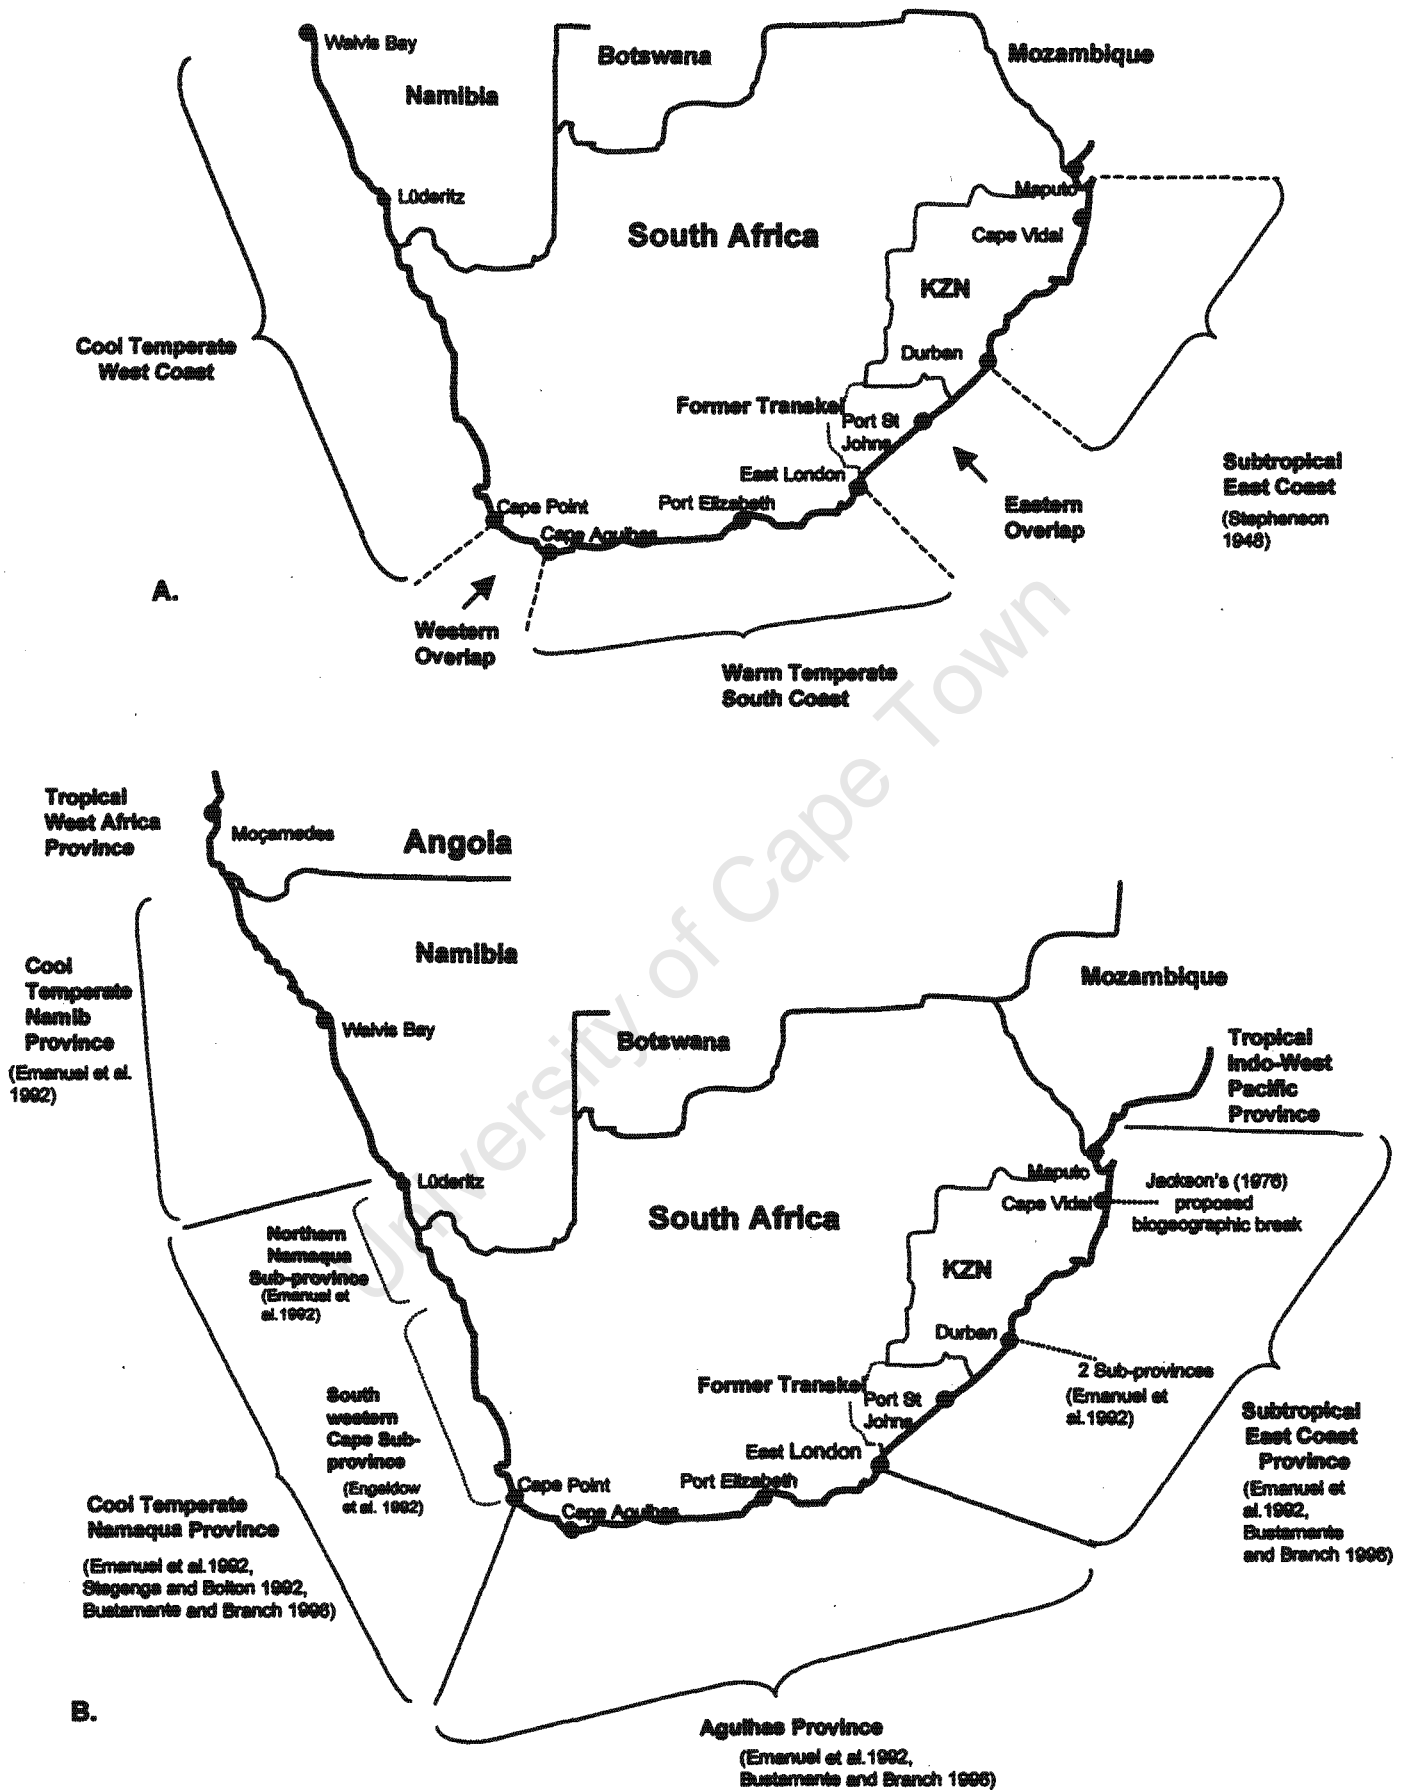 Walvis Bay
Botswana
Mozambique
Namibia
Lüderitz
Maputo
Cape Vidal
South Africa
KZN
Cool Temperate
West Coast
Durban
Former Transkei
Port St
Johns
East London
Subtropical
East Coast
(Stephenson
1948)
Cape Point
Port Elizabeth
Eastern
Overlap
Cape Agulhas
A.
Western
Overlap
Warm Temperate
South Coast
University of Cape Town
Tropical
West Africa
Province
Moçamedes
Angola
Namibia
Cool
Temperate
Namib
Province
(Emanuel et al.
1992)
Walvis Bay
Botswana
Mozambique
Tropical
Indo-West
Pacific
Province
Lüderitz
Maputo
Cape Vidal
Jackson's (1976)
proposed
biogeographic break
Northern
Namaqua
Sub-province
(Emanuel et
al.1992)
South Africa
KZN
Durban
2 Sub-provinces
(Emanuel et
al.1992)
Former Transkei
Port St
Johns
South
western
Cape Sub-
province
(Engeldow
et al. 1992)
East London
Subtropical
East Coast
Province
(Emanuel et
al.1992,
Bustamante
and Branch 1996)
Cape Point
Port Elizabeth
Cape Agulhas
Cool Temperate
Namaqua Province
(Emanuel et al.1992,
Stegenga and Bolton 1992,
Bustamante and Branch 1996)
B.
Agulhas Province
(Emanuel et al.1992,
Bustamante and Branch 1996)